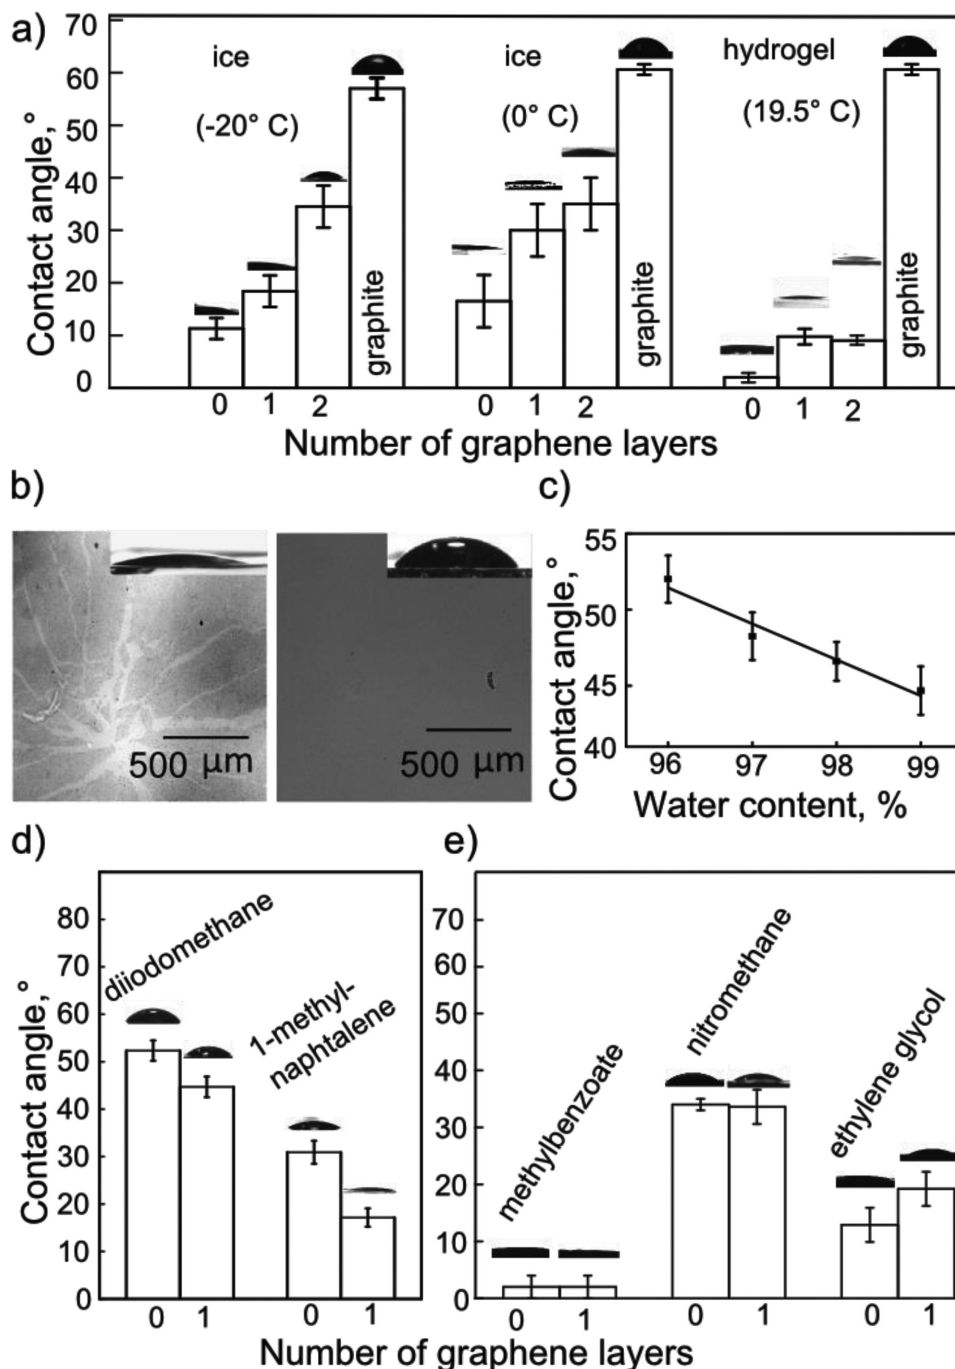 a)
70
60
50
40
30
20
10
0
Contact angle,°
ice
(-20° C)
ice
(0° C)
hydrogel
(19.5° C)
graphite
graphite
graphite
0 1 2
0 1 2
0 1 2
Number of graphene layers
b)
500 µm
500 µm
c)
55
50
45
40
Contact angle,°
96 97 98 99
Water content, %
d)
80
70
60
50
40
30
20
10
0
Contact angle,°
diiodomethane
1-methyl-
naphtalene
0 1 0 1
e)
70
60
50
40
30
20
10
0
methylbenzoate
nitromethane
ethylene glycol
0 1 0 1 0 1
Number of graphene layers